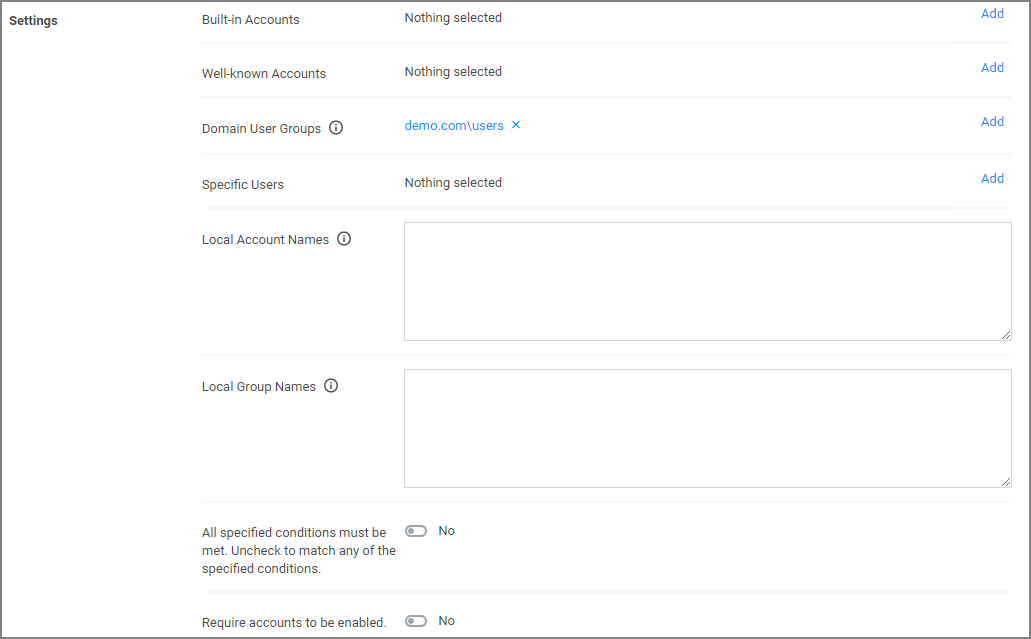 Settings
Built-in Accounts
Nothing selected
Add
Well-known Accounts
Nothing selected
Add
Domain User Groups
demo.com\users
Add
Specific Users
Nothing selected
Add
Local Account Names
Local Group Names
All specified conditions must be
met. Uncheck to match any of the
specified conditions.
No
Require accounts to be enabled.
No